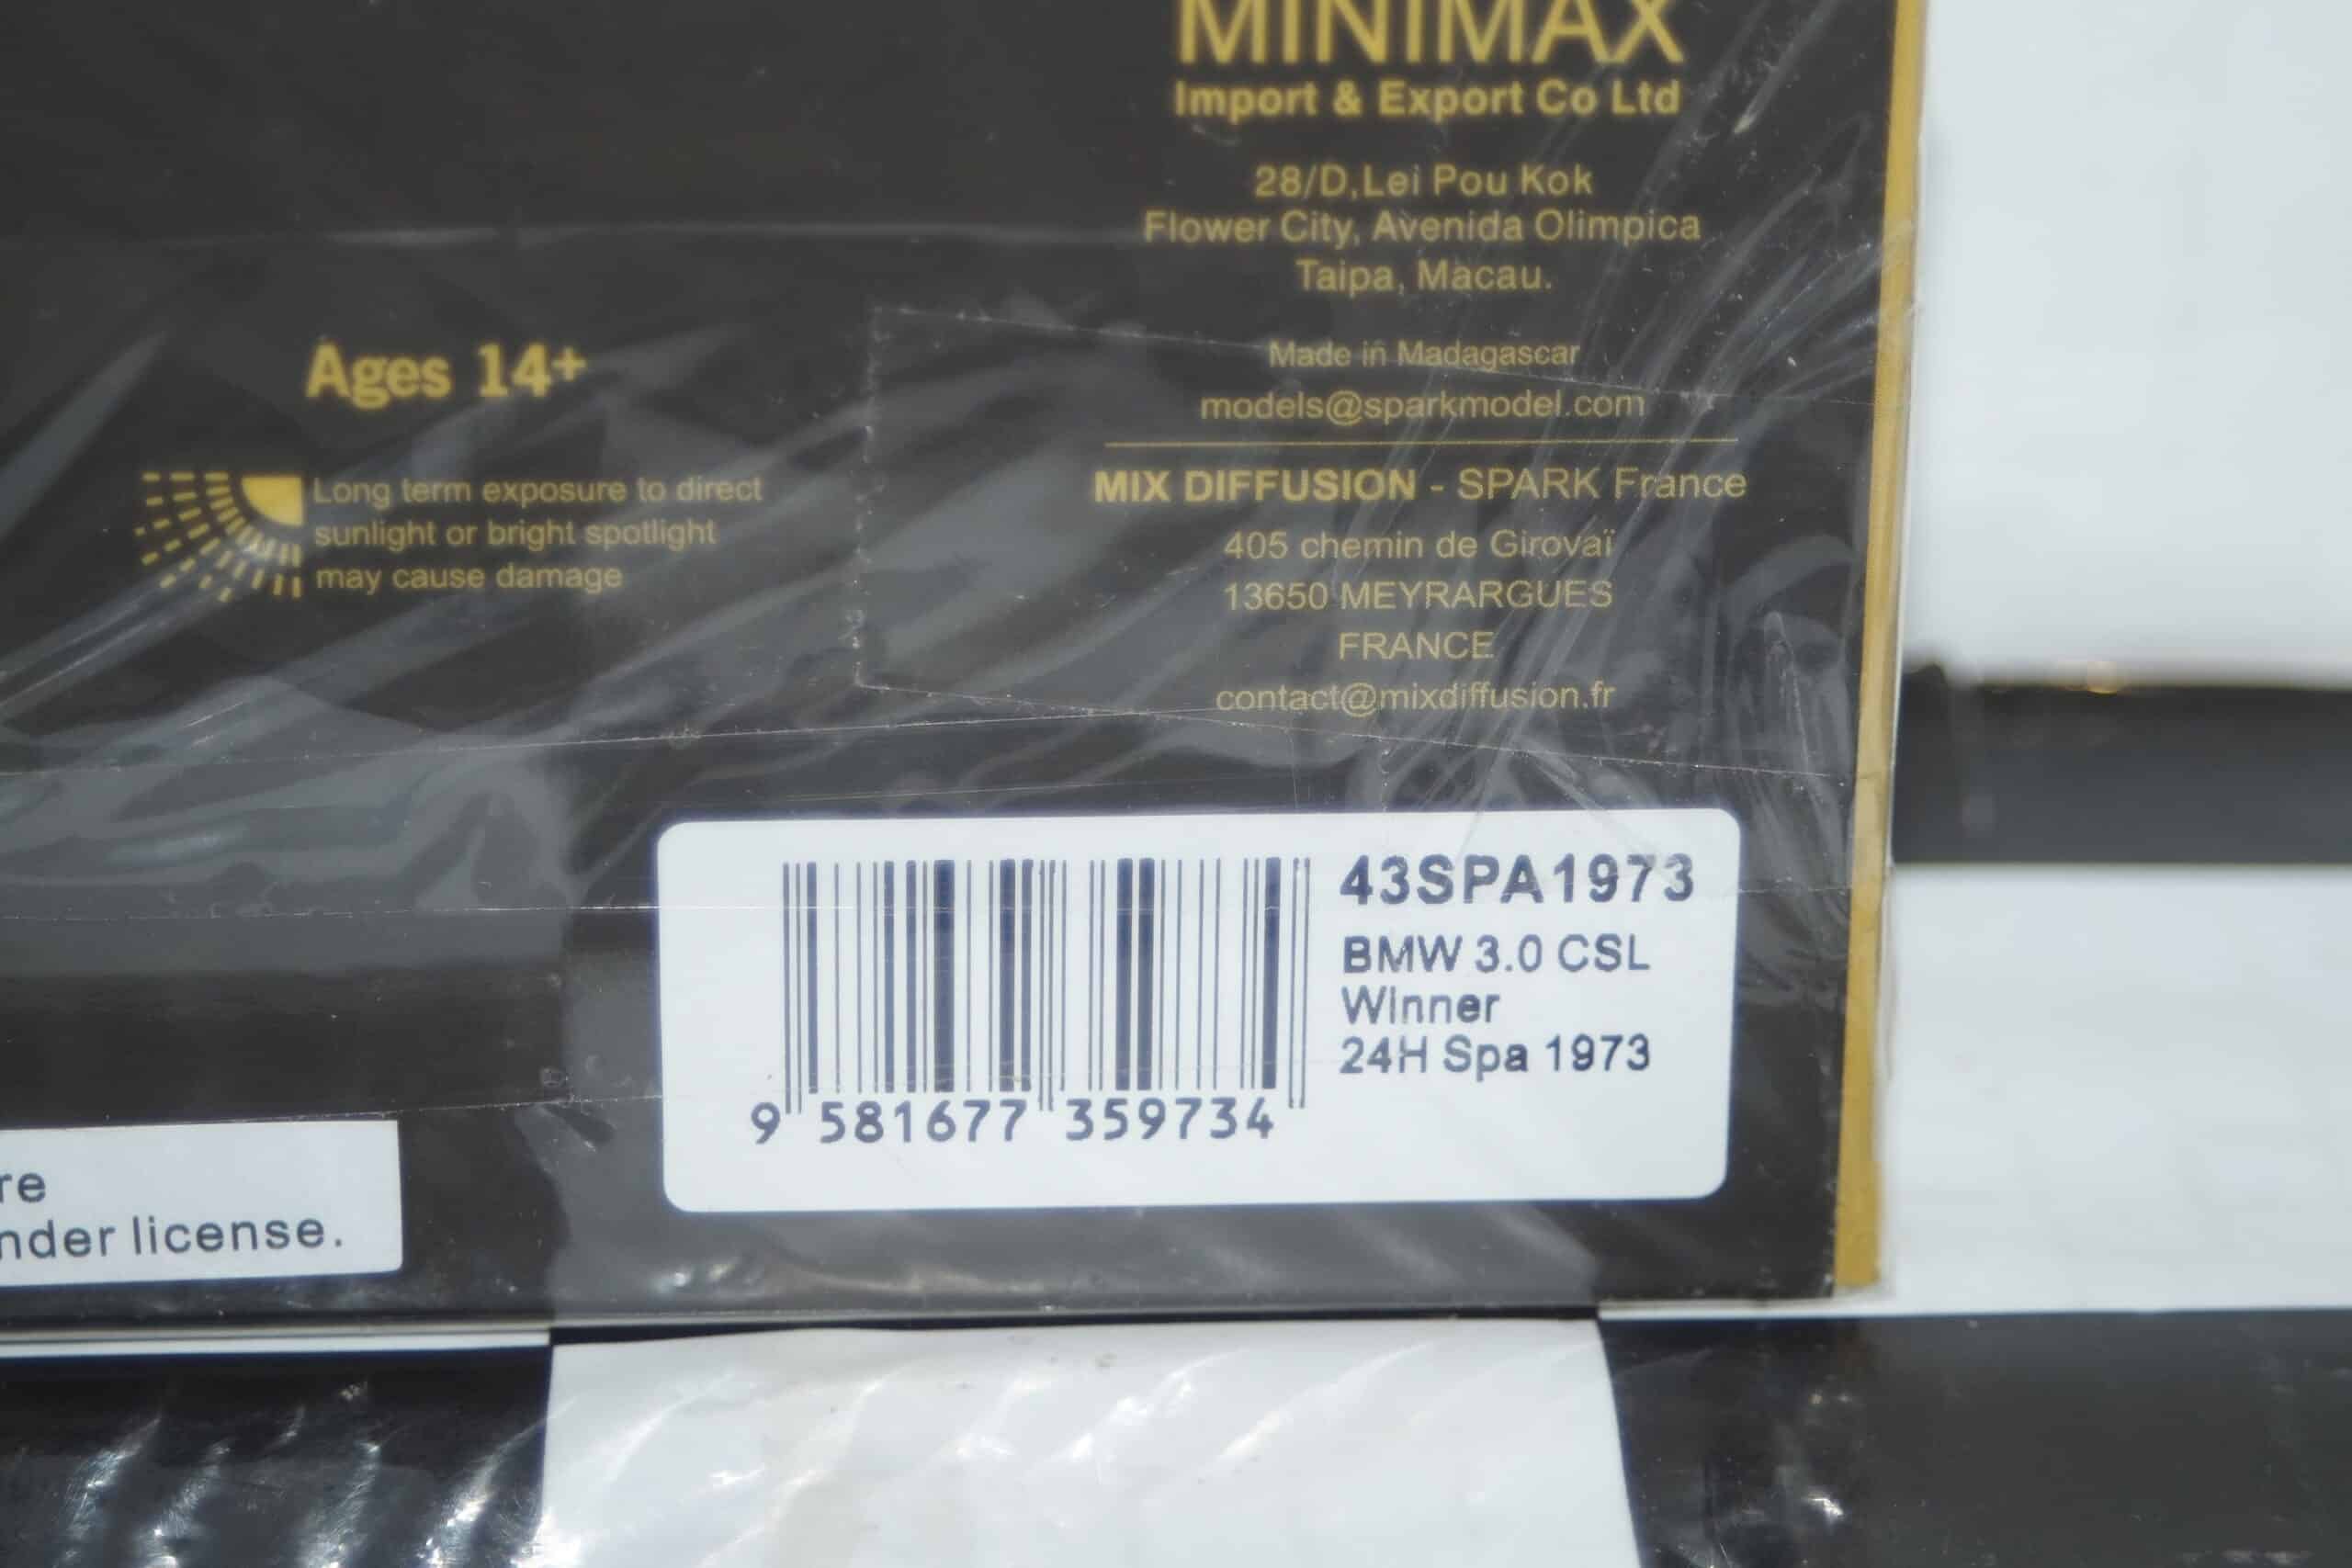 MINIMAX
Import & Export Co Ltd
28/D,Lei Pou Kok
Flower City, Avenida Olimpica
Taipa, Macau.
Made in Madagascar
models@sparkmodel.com
MIX DIFFUSION - SPARK France
405 chemin de Girovaï
13650 MEYRARGUES
FRANCE
contact@mixdiffusion.fr
Ages 14+
Long term exposure to direct
sunlight or bright spotlight
may cause damage
43SPA1973
BMW 3.0 CSL
Winner
24H Spa 1973
9 581677 359734
license.